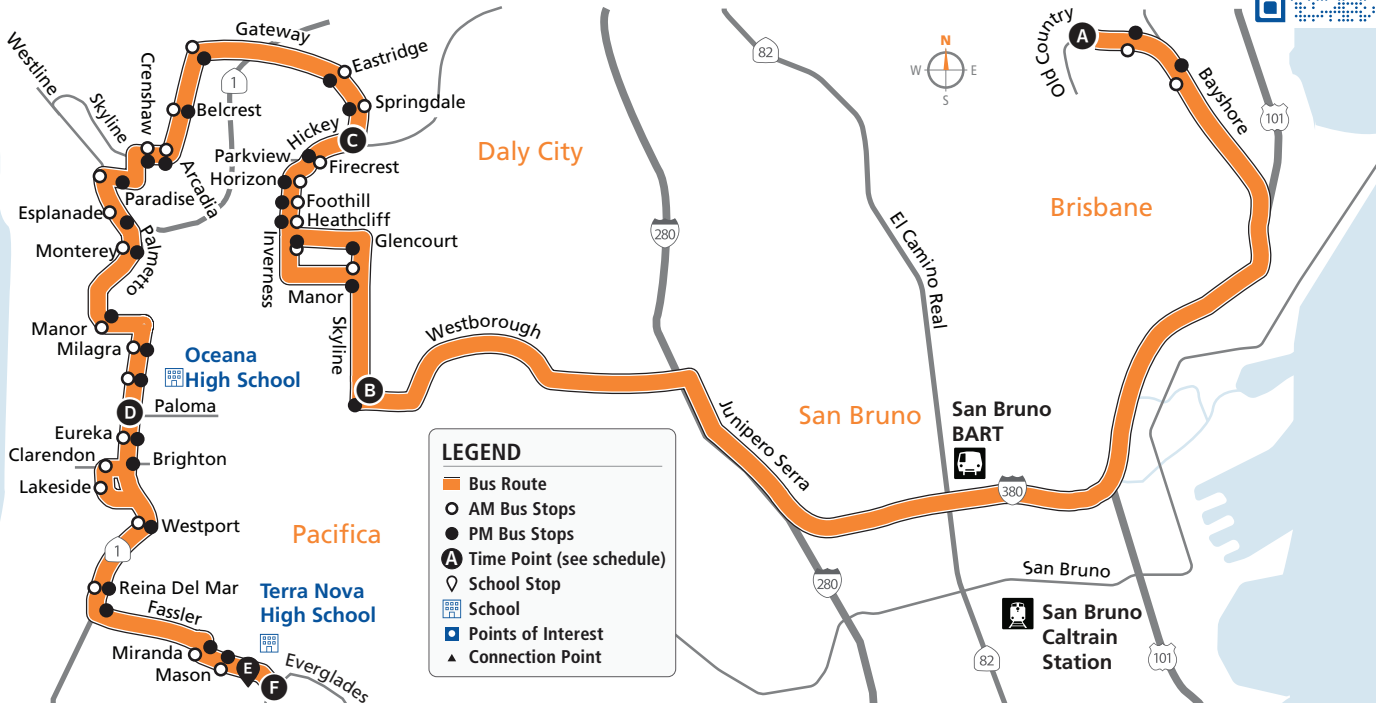 Gateway
Westline
Skyline
Crenshaw
1
Eastridge
Belcrest
Springdale
Hickey
C
Parkview
Firecrest
Horizon
Arcadia
Paradise
Foothill
Heathcliff
Esplanade
Monterey
Palmetto
Inverness
Glencourt
Manor
Skyline
Manor
Milagra
Oceana
High School
B
Westborough
D
Paloma
Eureka
Clarendon
Brighton
Lakeside
Westport
Pacifica
1
Reina Del Mar
Fassler
Terra Nova
High School
Miranda
Mason
E
F
Everglades
Daly City
82
N
W
E
S
A
Old Country
Bayshore
101
280
El Camino Real
Brisbane
Junipero Serra
San Bruno
San Bruno
BART
380
280
San Bruno
San Bruno
Caltrain
Station
82
101
LEGEND
Bus Route
AM Bus Stops
PM Bus Stops
A Time Point (see schedule)
School Stop
School
Points of Interest
Connection Point